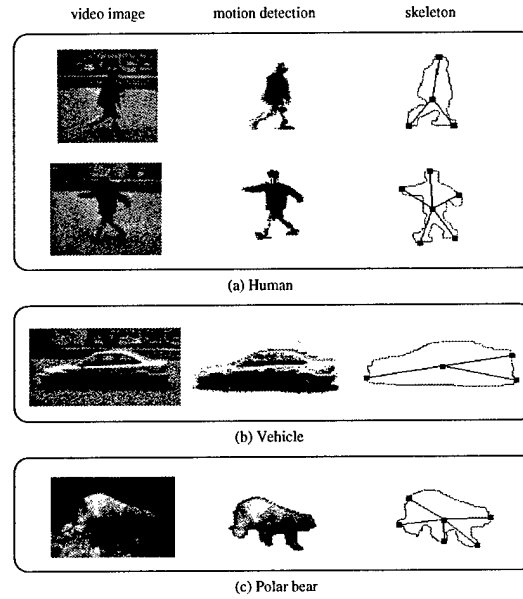 video image motion detection skeleton
(a) Human
(b) Vehicle
(c) Polar bear